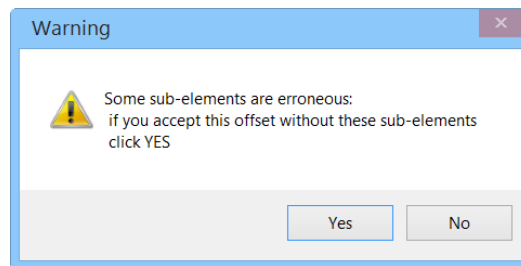 Warning
Some sub-elements are erroneous:
if you accept this offset without these sub-elements
click YES
Yes
No